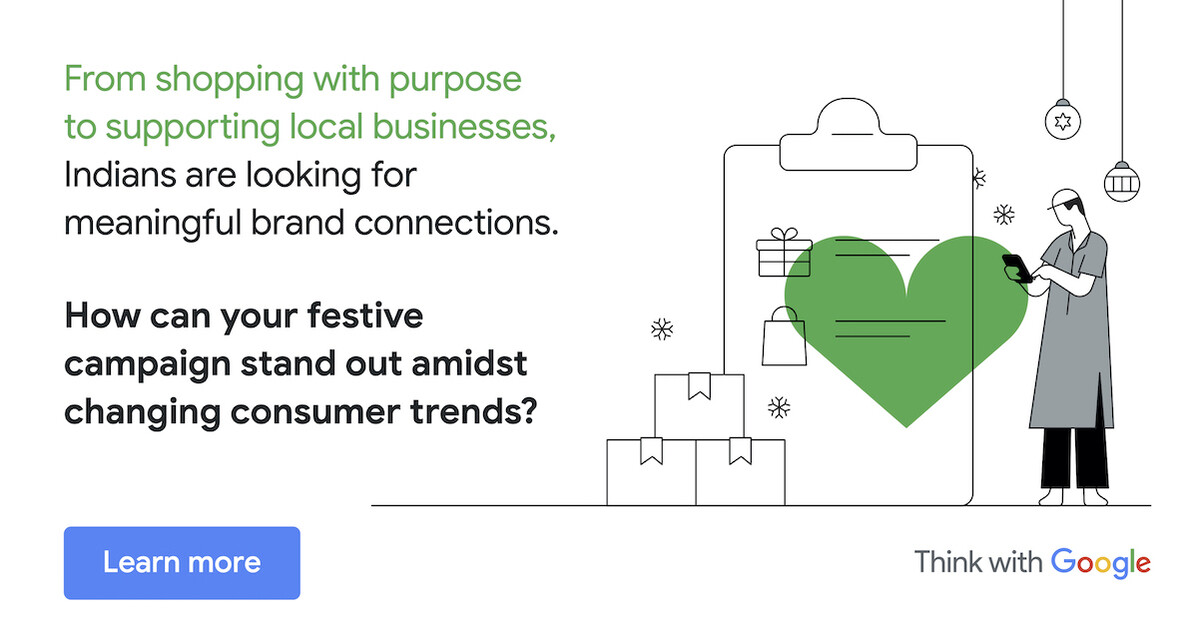 From shopping with purpose
to supporting local businesses,
Indians are looking for
meaningful brand connections.
How can your festive
campaign stand out amidst
changing consumer trends?
Learn more
Think with Google